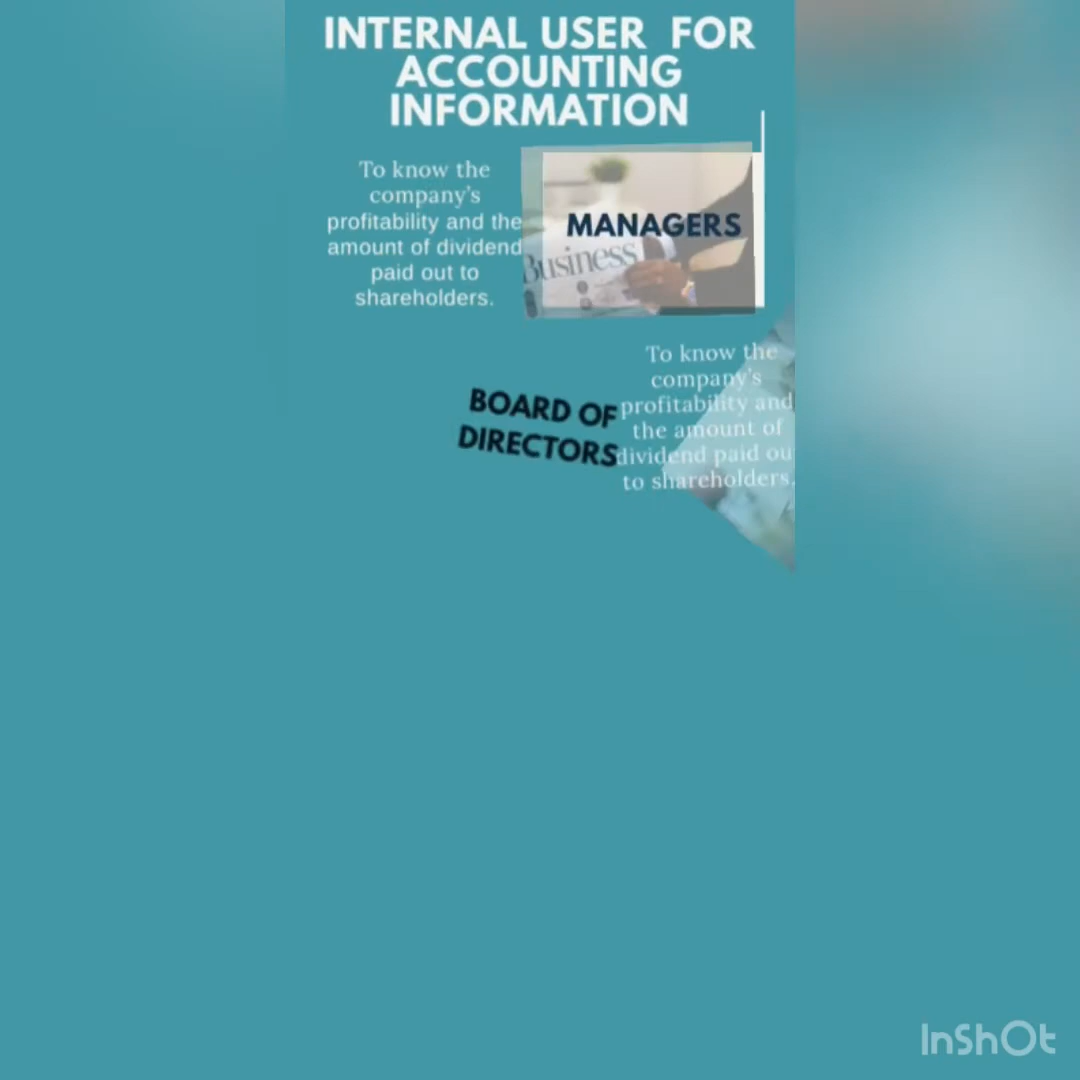 INTERNAL USER FOR
ACCOUNTING
INFORMATION
To know the
company's
profitability and the
amount of dividend
paid out to
shareholders.
MANAGERS
Business
To know the
company's
profitability and
the amount of
dividend paid ou
to shareholders.
BOARD OF
DIRECTORS
InShOt